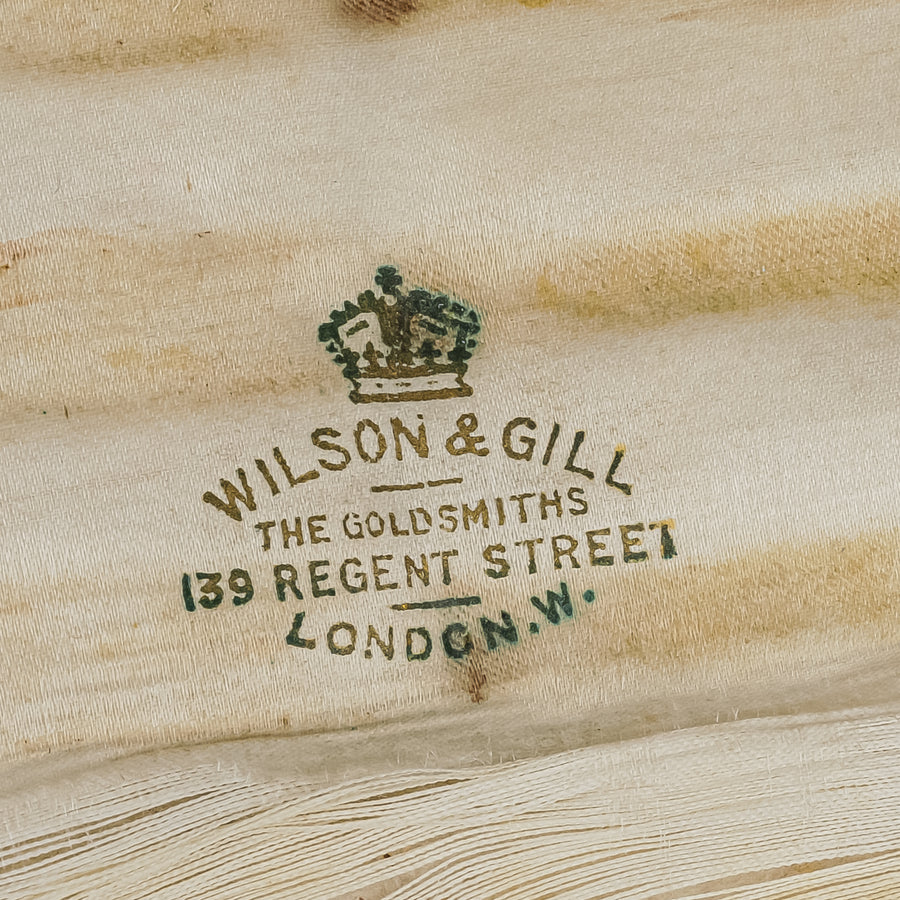 WILSON & GILL
THE GOLDSMITHS
139 REGENT STREET
LONDON.W.